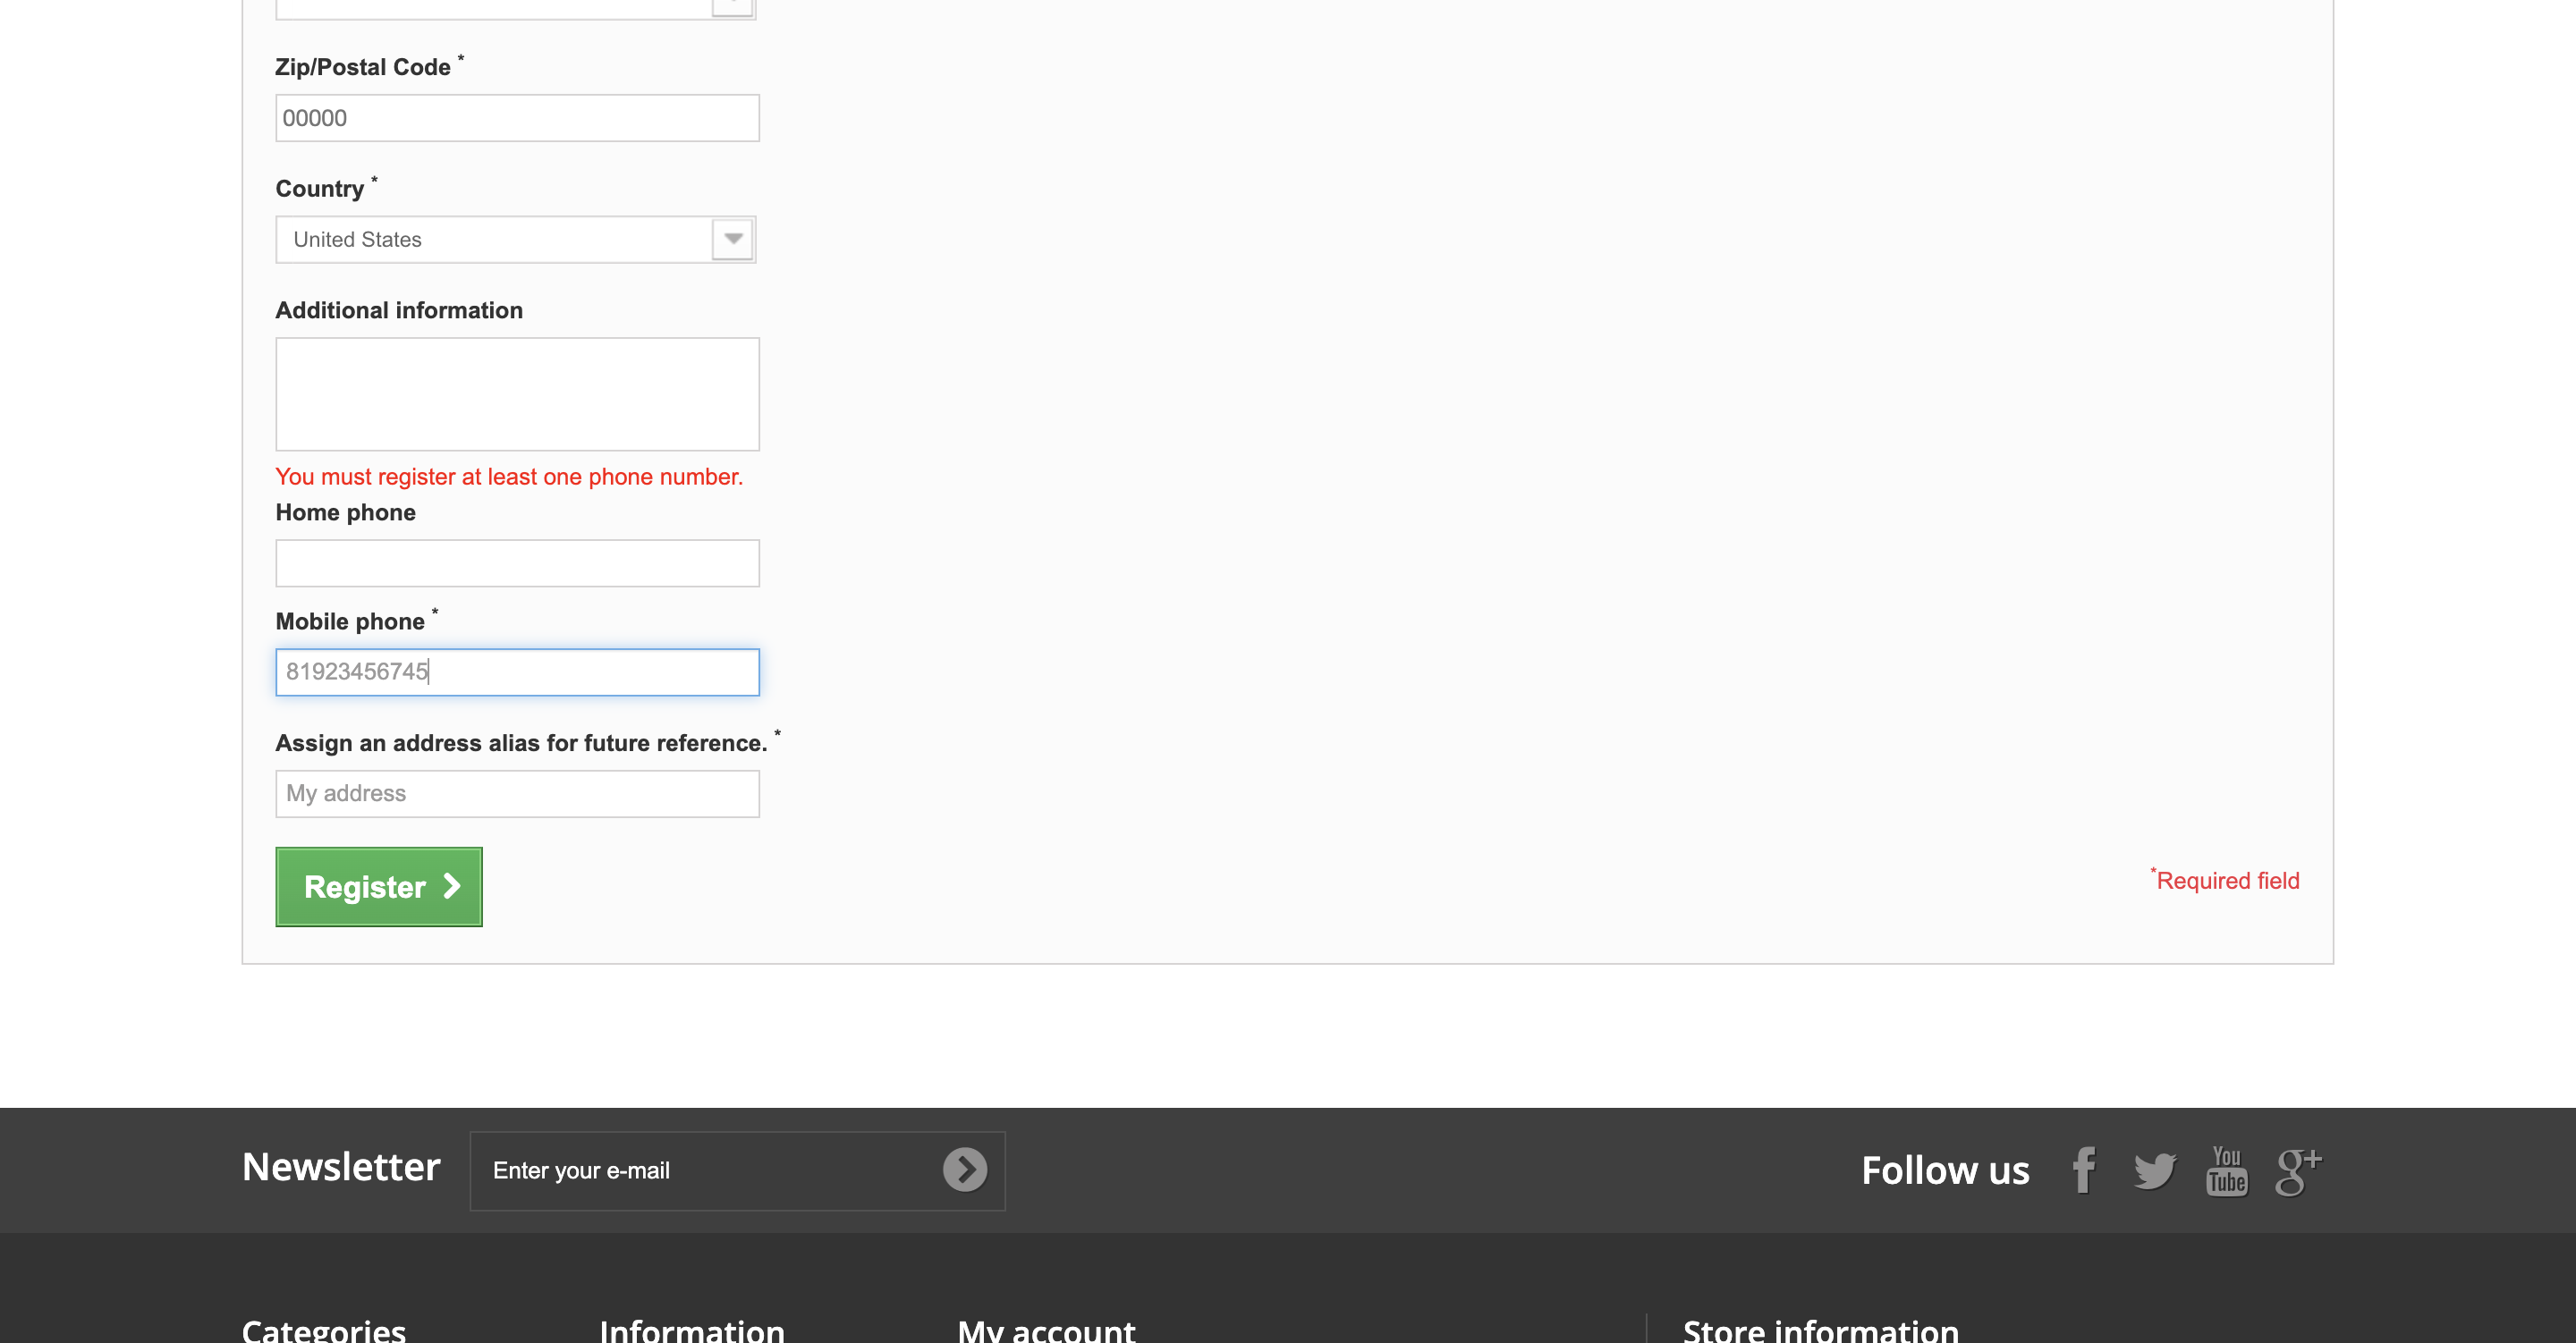 Zip/Postal Code *
00000
Country *
United States
Additional information
You must register at least one phone number.
Home phone
Mobile phone *
81923456745
Assign an address alias for future reference. *
My address
Register
*Required field
Newsletter
Enter your e-mail
Follow us
f
You Tube
g+
Categories
Information
My account
Store information